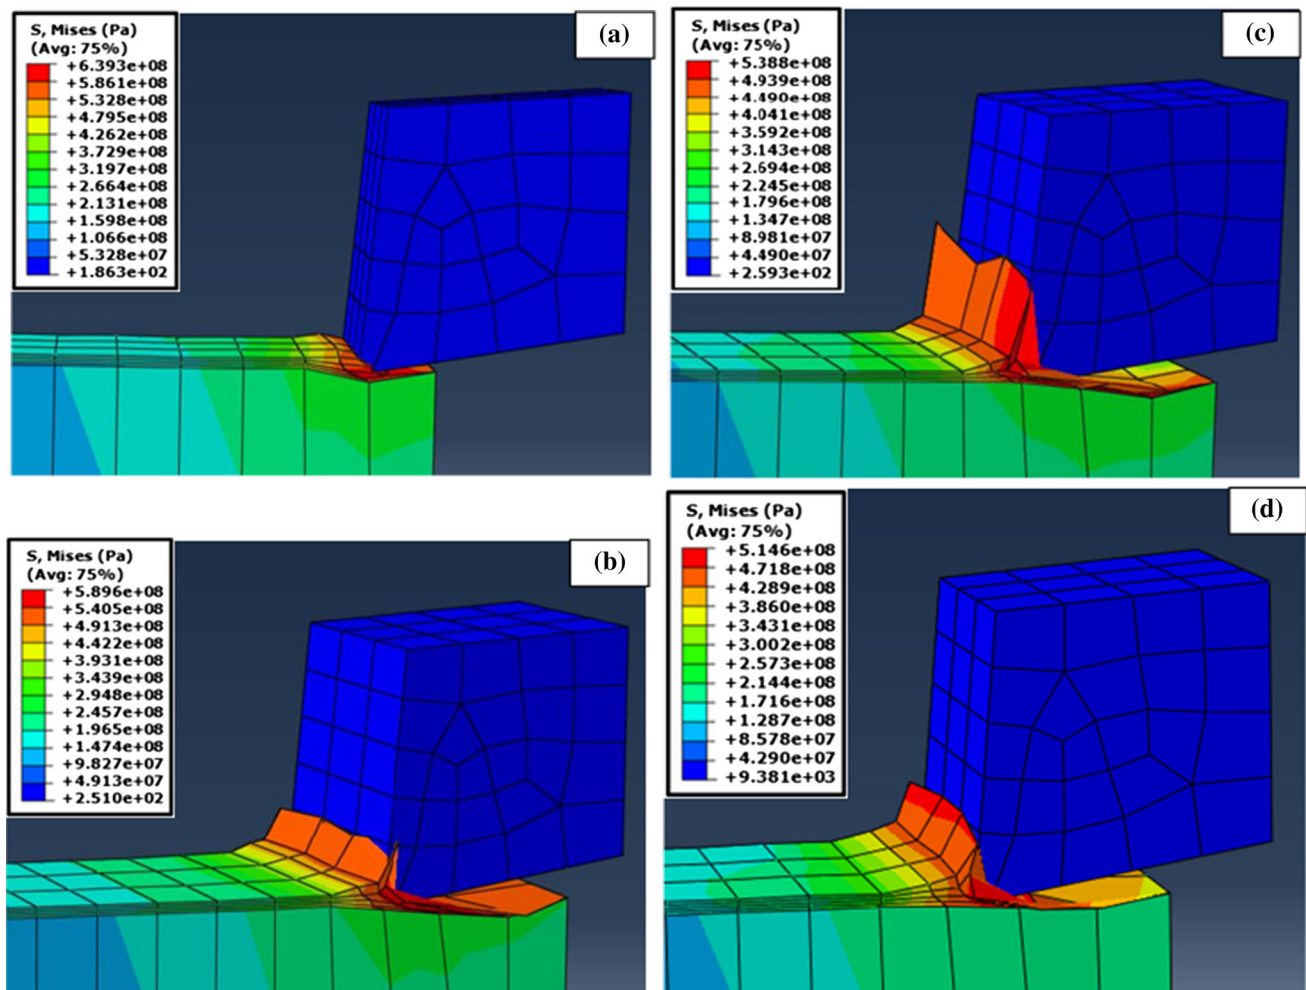 (a)
S, Mises (Pa)
(Avg: 75%)
+6.393e+08
+5.861e+08
+5.328e+08
+4.795e+08
+4.262e+08
+3.729e+08
+3.197e+08
+2.664e+08
+2.131e+08
+1.598e+08
+1.066e+08
+5.328e+07
+1.863e+02
(c)
S, Mises (Pa)
(Avg: 75%)
+5.388e+08
+4.939e+08
+4.490e+08
+4.041e+08
+3.592e+08
+3.143e+08
+2.694e+08
+2.245e+08
+1.796e+08
+1.347e+08
+8.981e+07
+4.490e+07
+2.593e+02
(b)
S, Mises (Pa)
(Avg: 75%)
+5.896e+08
+5.405e+08
+4.913e+08
+4.422e+08
+3.931e+08
+3.439e+08
+2.948e+08
+2.457e+08
+1.965e+08
+1.474e+08
+9.827e+07
+4.913e+07
+2.510e+02
(d)
S, Mises (Pa)
(Avg: 75%)
+5.146e+08
+4.718e+08
+4.289e+08
+3.860e+08
+3.431e+08
+3.002e+08
+2.573e+08
+2.144e+08
+1.716e+08
+1.287e+08
+8.578e+07
+4.290e+07
+9.381e+03